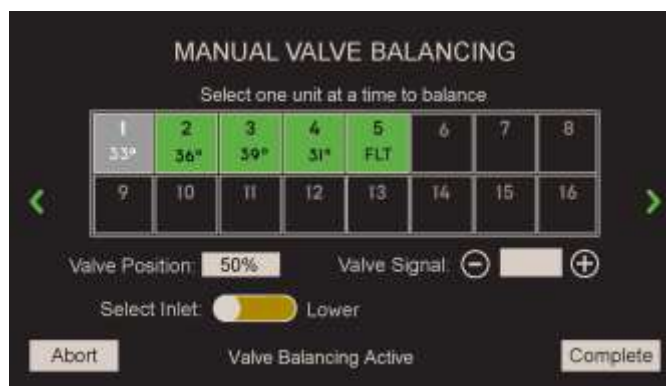 MANUAL VALVE BALANCING
Select one unit at a time to balance
1 2 3 4 5 6 7 8
33° 36° 39° 31° FLT
9 10 11 12 13 14 15 16
Valve Position: 50% Valve Signal:
Select Inlet: Lower
Abort Valve Balancing Active Complete